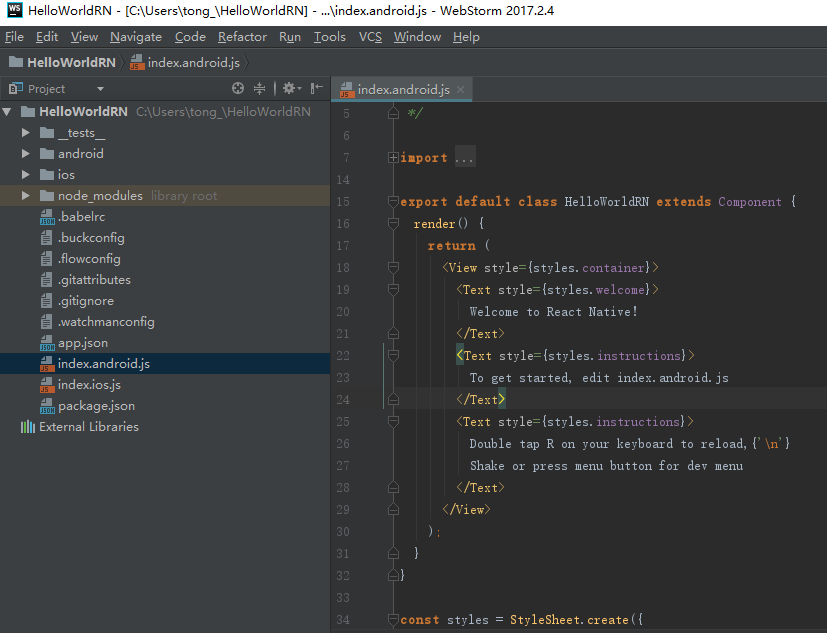 WS HelloWorldRN - [C:\Users\tong_\HelloWorldRN] - ...\index.android.js - WebStorm 2017.2.4
File Edit View Navigate Code Refactor Run Tools VCS Window Help
HelloWorldRN index.android.js
Project
HelloWorldRN C:\Users\tong_\HelloWorldRN
__tests__
android
ios
node_modules library root
.babelrc
.buckconfig
.flowconfig
.gitattributes
.gitignore
.watchmanconfig
app.json
index.android.js
index.ios.js
package.json
External Libraries
index.android.js
5 */
6
7 import ...
14
15 export default class HelloWorldRN extends Component {
16 render() {
17 return (
18 <View style={styles.container}>
19 <Text style={styles.welcome}>
20 Welcome to React Native!
21 </Text>
22 <Text style={styles.instructions}>
23 To get started, edit index.android.js
24 </Text>
25 <Text style={styles.instructions}>
26 Double tap R on your keyboard to reload,{'\n'}
27 Shake or press menu button for dev menu
28 </Text>
29 </View>
30 );
31 }
32 }
33
34 const styles = StyleSheet.create({